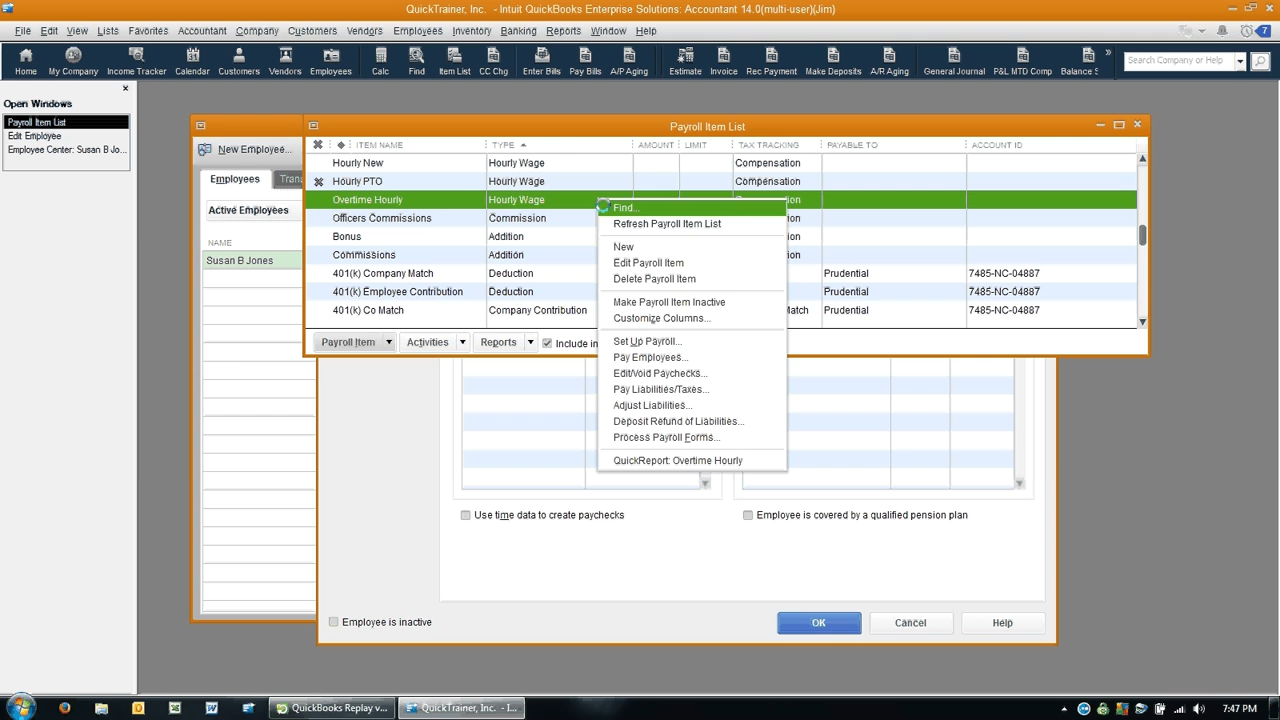 QuickTrainer, Inc. - Intuit QuickBooks Enterprise Solutions: Accountant 14.0(multi-user)(Jim)
File Edit View Lists Favorites Accountant Company Customers Vendors Employees Inventory Banking Reports Window Help 7
Home My Company Income Tracker Calendar Customers Vendors Employees Calc Find Item List CC Chg Enter Bills Pay Bills A/P Aging Estimate Invoice Rec Payment Make Deposits A/R Aging General Journal P&L MTD Comp Balance S » Search Company or Help
Open Windows
Payroll Item List
Edit Employee
Employee Center: Susan B Jo...
New Employee...
Employees Tran
Active Employees
NAME
Susan B Jones
Payroll Item List
ITEM NAME TYPE AMOUNT LIMIT TAX TRACKING PAYABLE TO ACCOUNT ID
Hourly New Hourly Wage Compensation
Hourly PTO Hourly Wage Compensation
Overtime Hourly Hourly Wage
Officers Commissions Commission
Bonus Addition
Commissions Addition
401(k) Company Match Deduction Prudential 7485-NC-04887
401(k) Employee Contribution Deduction Prudential 7485-NC-04887
401(k) Co Match Company Contribution Match Prudential 7485-NC-04887
Payroll Item Activities Reports Include in
Find...
Refresh Payroll Item List
New
Edit Payroll Item
Delete Payroll Item
Make Payroll Item Inactive
Customize Columns...
Set Up Payroll...
Pay Employees...
Edit/Void Paychecks...
Pay Liabilities/Taxes...
Adjust Liabilities...
Deposit Refund of Liabilities...
Process Payroll Forms...
QuickReport: Overtime Hourly
Use time data to create paychecks Employee is covered by a qualified pension plan
Employee is inactive OK Cancel Help
QuickBooks Replay v... QuickTrainer, Inc. - I... 7:47 PM